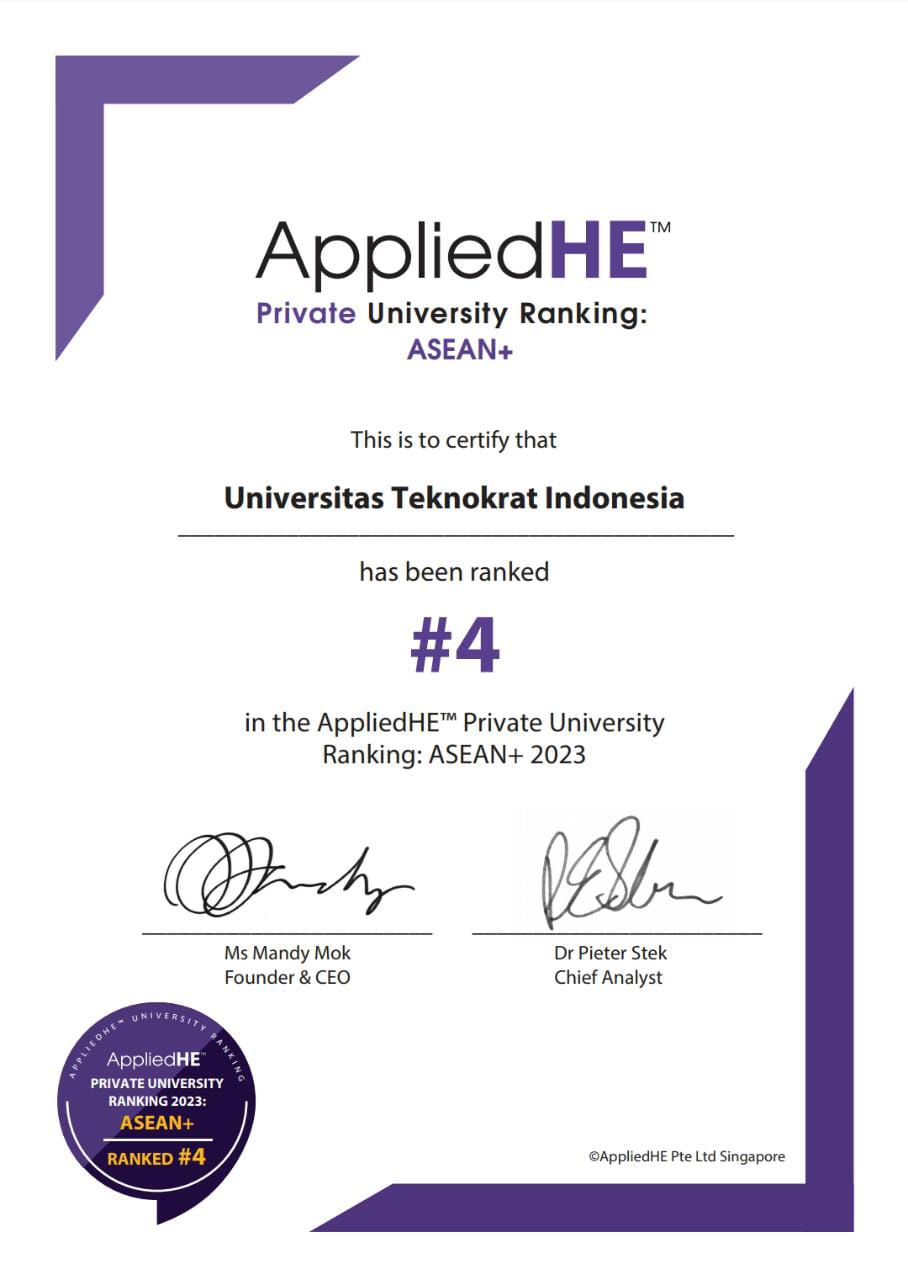 AppliedHE™
Private University Ranking:
ASEAN+
This is to certify that
Universitas Teknokrat Indonesia
has been ranked
#4
in the AppliedHE™ Private University
Ranking: ASEAN+ 2023
Ms Mandy Mok
Founder & CEO
Dr Pieter Stek
Chief Analyst
APPLIEDHE™ UNIVERSITY RANKING
AppliedHE™
PRIVATE UNIVERSITY
RANKING 2023:
ASEAN+
RANKED #4
©AppliedHE Pte Ltd Singapore